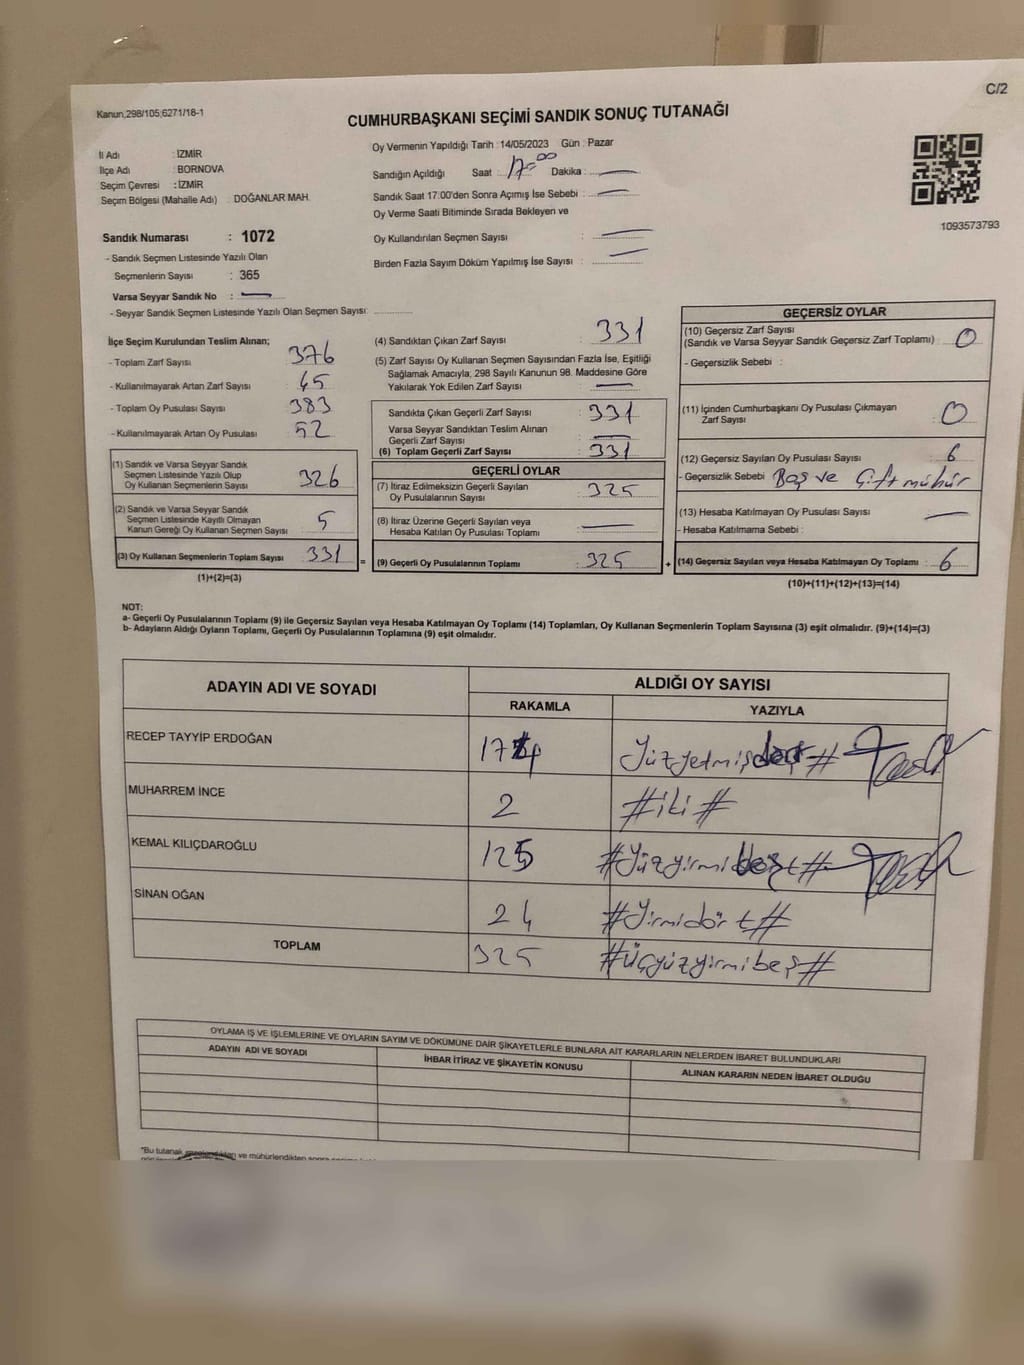 Kanun,298/105;6271/18-1
C/2
CUMHURBAŞKANI SEÇİMİ SANDIK SONUÇ TUTANAĞI
İl Adı : İZMİR
İlçe Adı : BORNOVA
Seçim Çevresi : İZMİR
Seçim Bölgesi (Mahalle Adı) : DOĞANLAR MAH.
Oy Vermenin Yapıldığı Tarih : 14/05/2023 Gün : Pazar
Sandığın Açıldığı Saat : 17:00 Dakika :
Sandık Saat 17:00'den Sonra Açımış İse Sebebi :
Oy Verme Saati Bitiminde Sırada Bekleyen ve
Oy Kullandırılan Seçmen Sayısı :
Birden Fazla Sayım Döküm Yapılmış İse Sayısı :
1093573793
Sandık Numarası : 1072
- Sandık Seçmen Listesinde Yazılı Olan
Seçmenlerin Sayısı : 365
Varsa Seyyar Sandık No :
- Seyyar Sandık Seçmen Listesinde Yazılı Olan Seçmen Sayısı:
İlçe Seçim Kurulundan Teslim Alınan;
- Toplam Zarf Sayısı : 376
- Kullanılmayarak Artan Zarf Sayısı : 45
- Toplam Oy Pusulası Sayısı : 383
- Kullanılmayarak Artan Oy Pusulası : 52
(1) Sandık ve Varsa Seyyar Sandık
Seçmen Listesinde Yazılı Olup
Oy Kullanan Seçmenlerin Sayısı : 326
(2) Sandık ve Varsa Seyyar Sandık
Seçmen Listesinde Kayıtlı Olmayan
Kanun Gereği Oy Kullanan Seçmen Sayısı : 5
(3) Oy Kullanan Seçmenlerin Toplam Sayısı : 331
(1)+(2)=(3)
(4) Sandıktan Çıkan Zarf Sayısı : 331
(5) Zarf Sayısı Oy Kullanan Seçmen Sayısından Fazla İse, Eşitliği
Sağlamak Amacıyla; 298 Sayılı Kanunun 98. Maddesine Göre
Yakılarak Yok Edilen Zarf Sayısı :
Sandıkta Çıkan Geçerli Zarf Sayısı : 331
Varsa Seyyar Sandıktan Teslim Alınan
Geçerli Zarf Sayısı :
(6) Toplam Geçerli Zarf Sayısı : 331
GEÇERLİ OYLAR
(7) İtiraz Edilmeksizin Geçerli Sayılan
Oy Pusulalarının Sayısı : 325
(8) İtiraz Üzerine Geçerli Sayılan veya
Hesaba Katılan Oy Pusulası Toplamı :
= (9) Geçerli Oy Pusulalarının Toplamı : 325 +
GEÇERSİZ OYLAR
(10) Geçersiz Zarf Sayısı
(Sandık ve Varsa Seyyar Sandık Geçersiz Zarf Toplamı) : 0
- Geçersizlik Sebebi :
(11) İçinden Cumhurbaşkanı Oy Pusulası Çıkmayan
Zarf Sayısı : 0
(12) Geçersiz Sayılan Oy Pusulası Sayısı : 6
- Geçersizlik Sebebi : Boş ve Çift mühür
(13) Hesaba Katılmayan Oy Pusulası Sayısı :
- Hesaba Katılmama Sebebi :
(14) Geçersiz Sayılan veya Hesaba Katılmayan Oy Toplamı : 6
(10)+(11)+(12)+(13)=(14)
NOT:
a- Geçerli Oy Pusulalarının Toplamı (9) ile Geçersiz Sayılan veya Hesaba Katılmayan Oy Toplamı (14) Toplamları, Oy Kullanan Seçmenlerin Toplam Sayısına (3) eşit olmalıdır. (9)+(14)=(3)
b- Adayların Aldığı Oyların Toplamı, Geçerli Oy Pusulalarının Toplamına (9) eşit olmalıdır.
ADAYIN ADI VE SOYADI ALDIĞI OY SAYISI
RAKAMLA YAZIYLA
RECEP TAYYİP ERDOĞAN 174
MUHARREM İNCE 2 #iki#
KEMAL KILIÇDAROĞLU 125
SİNAN OĞAN 24 #Yirmidört#
TOPLAM 325 #üçyüzyirmibeş#
OYLAMA İŞ VE İŞLEMLERİNE VE OYLARIN SAYIM VE DÖKÜMÜNE DAİR ŞİKAYETLERLE BUNLARA AİT KARARLARIN NELERDEN İBARET BULUNDUKLARI
ADAYIN ADI VE SOYADI İHBAR İTİRAZ VE ŞİKAYETİN KONUSU ALINAN KARARIN NEDEN İBARET OLDUĞU
*Bu tutanak ve mühürlendikten sonra